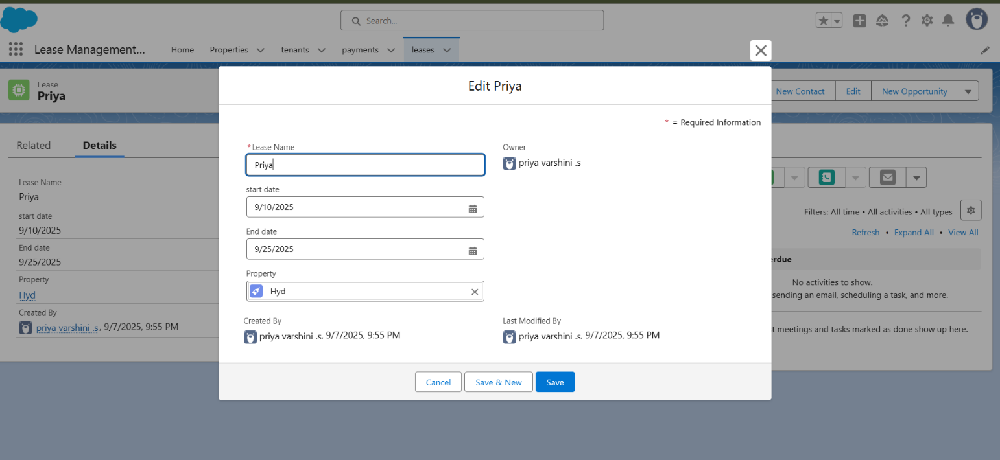 Search...
Lease Management...
Home
Properties
tenants
payments
leases
Lease
Priya
New Contact
Edit
New Opportunity
Related
Details
Lease Name
Priya
start date
9/10/2025
End date
9/25/2025
Property
Hyd
Created By
priya varshini .s, 9/7/2025, 9:55 PM
Edit Priya
* = Required Information
*Lease Name
Priya
Owner
priya varshini .s
start date
9/10/2025
End date
9/25/2025
Property
Hyd
Created By
priya varshini .s, 9/7/2025, 9:55 PM
Last Modified By
priya varshini .s, 9/7/2025, 9:55 PM
Cancel
Save & New
Save
Filters: All time • All activities • All types
Refresh • Expand All • View All
No activities to show.
sending an email, scheduling a task, and more.
meetings and tasks marked as done show up here.